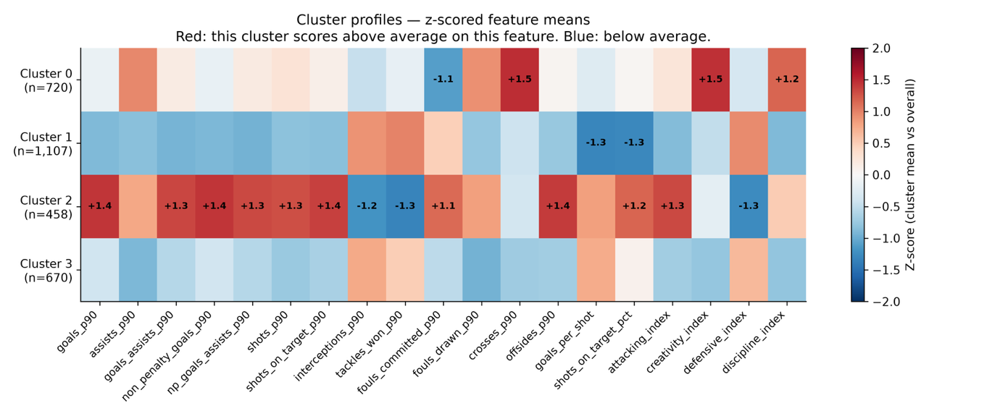 Cluster profiles — z-scored feature means
Red: this cluster scores above average on this feature. Blue: below average.
Cluster 0
(n=720)
-1.1
+1.5
+1.5
+1.2
Cluster 1
(n=1,107)
-1.3
-1.3
Cluster 2
(n=458)
+1.4
+1.3
+1.4
+1.3
+1.3
+1.4
-1.2
-1.3
+1.1
+1.4
+1.2
+1.3
-1.3
Cluster 3
(n=670)
goals_p90
assists_p90
goals_assists_p90
non_penalty_goals_p90
np_goals_assists_p90
shots_p90
shots_on_target_p90
interceptions_p90
tackles_won_p90
fouls_committed_p90
fouls_drawn_p90
crosses_p90
offsides_p90
goals_per_shot
shots_on_target_pct
attacking_index
creativity_index
defensive_index
discipline_index
2.0
1.5
1.0
0.5
0.0
−0.5
−1.0
−1.5
−2.0
Z-score (cluster mean vs overall)